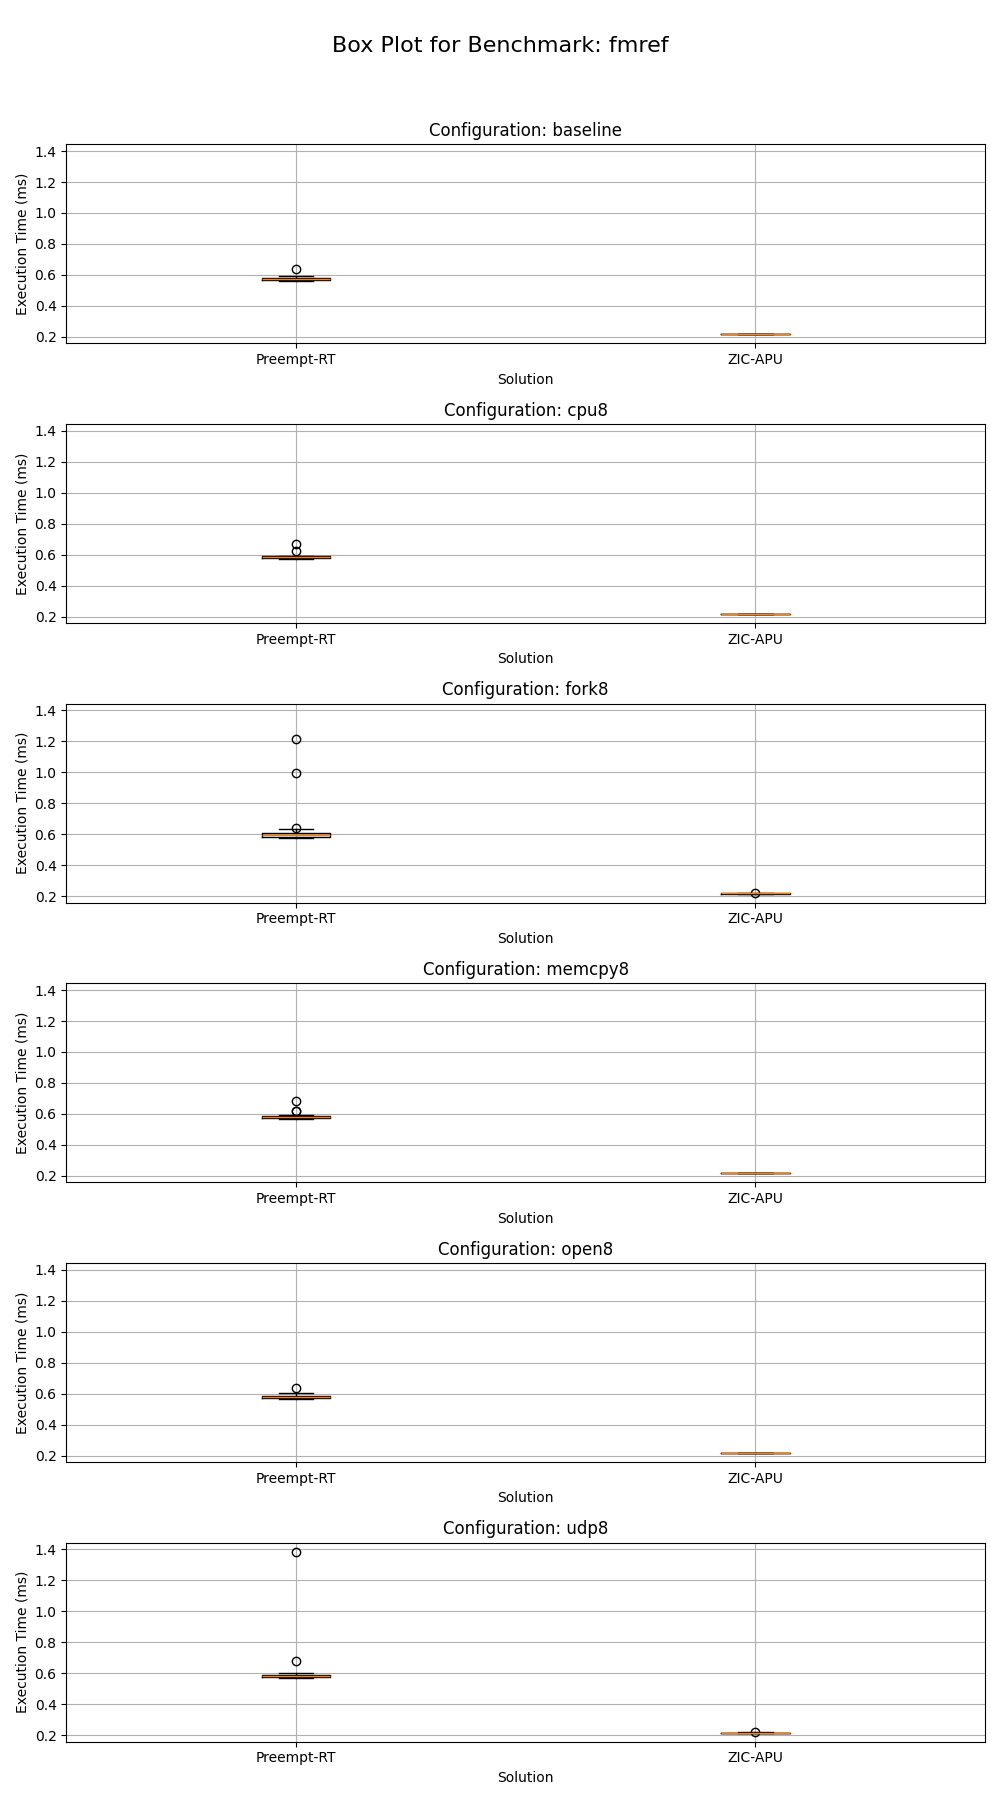 Box Plot for Benchmark: fmref
Configuration: baseline
1.4
1.2
1.0
0.8
0.6
0.4
0.2
Execution Time (ms)
Preempt-RT ZIC-APU
Solution
Configuration: cpu8
1.4
1.2
1.0
0.8
0.6
0.4
0.2
Execution Time (ms)
Preempt-RT ZIC-APU
Solution
Configuration: fork8
1.4
1.2
1.0
0.8
0.6
0.4
0.2
Execution Time (ms)
Preempt-RT ZIC-APU
Solution
Configuration: memcpy8
1.4
1.2
1.0
0.8
0.6
0.4
0.2
Execution Time (ms)
Preempt-RT ZIC-APU
Solution
Configuration: open8
1.4
1.2
1.0
0.8
0.6
0.4
0.2
Execution Time (ms)
Preempt-RT ZIC-APU
Solution
Configuration: udp8
1.4
1.2
1.0
0.8
0.6
0.4
0.2
Execution Time (ms)
Preempt-RT ZIC-APU
Solution